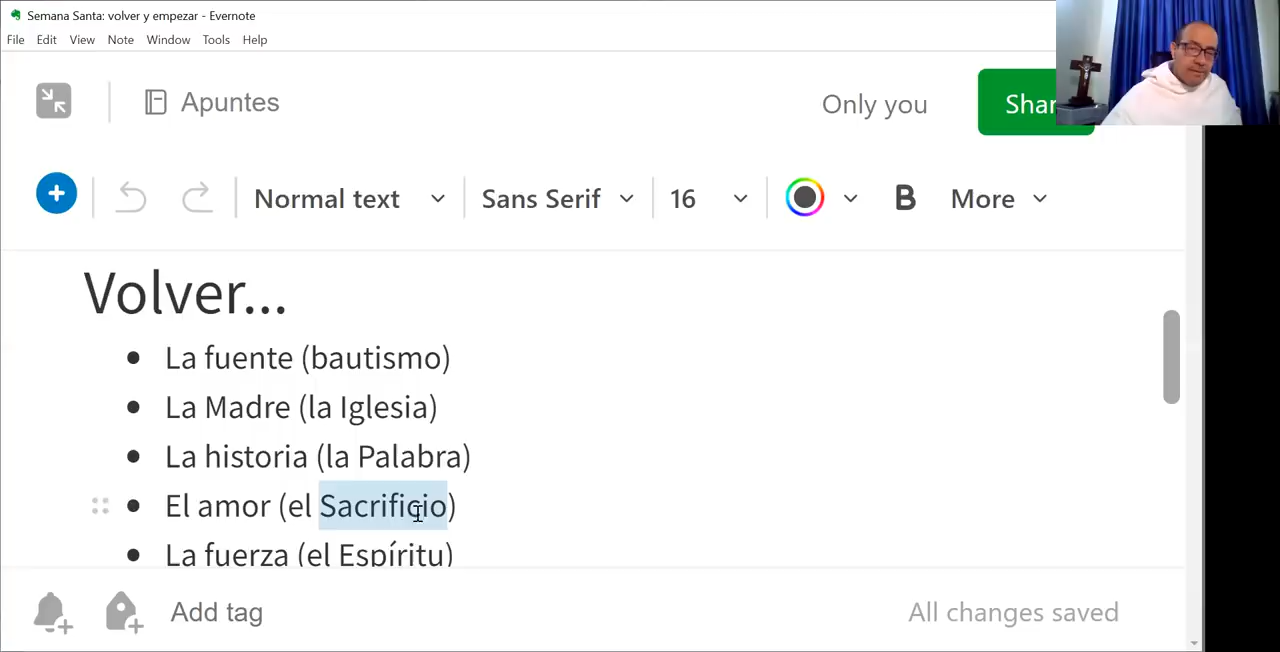 Semana Santa: volver y empezar - Evernote
File Edit View Note Window Tools Help
Apuntes
Only you
Shar
Normal text
Sans Serif
16
B
More
Volver...
La fuente (bautismo)
La Madre (la Iglesia)
La historia (la Palabra)
El amor (el Sacrificio)
La fuerza (el Espíritu)
Add tag
All changes saved